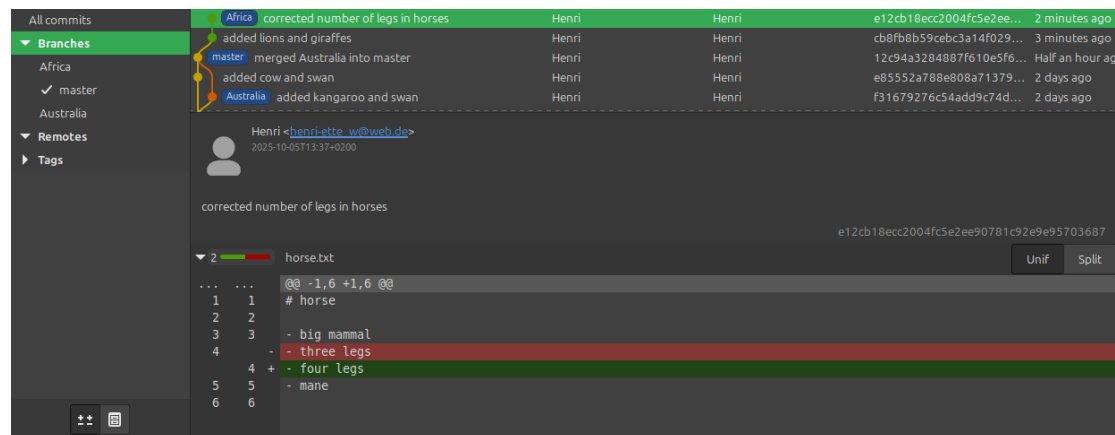 All commits
Branches
Africa
master
Australia
Remotes
Tags
Africa corrected number of legs in horses Henri Henri e12cb18ecc2004fc5e2ee... 2 minutes ago
added lions and giraffes Henri Henri cb8fb8b59cebc3a14f029... 3 minutes ago
master merged Australia into master Henri Henri 12c94a3284887f610e5f6... Half an hour ag
added cow and swan Henri Henri e85552a788e808a71379... 2 days ago
Australia added kangaroo and swan Henri Henri f31679276c54add9c74d... 2 days ago
Henri <henri-ette_w@web.de>
2025-10-05T13:37+0200
corrected number of legs in horses
e12cb18ecc2004fc5e2ee90781c92e9e95703687
2 horse.txt Unif Split
... ... @@ -1,6 +1,6 @@
1 1 # horse
2 2
3 3 - big mammal
4 - - three legs
4 + - four legs
5 5 - mane
6 6